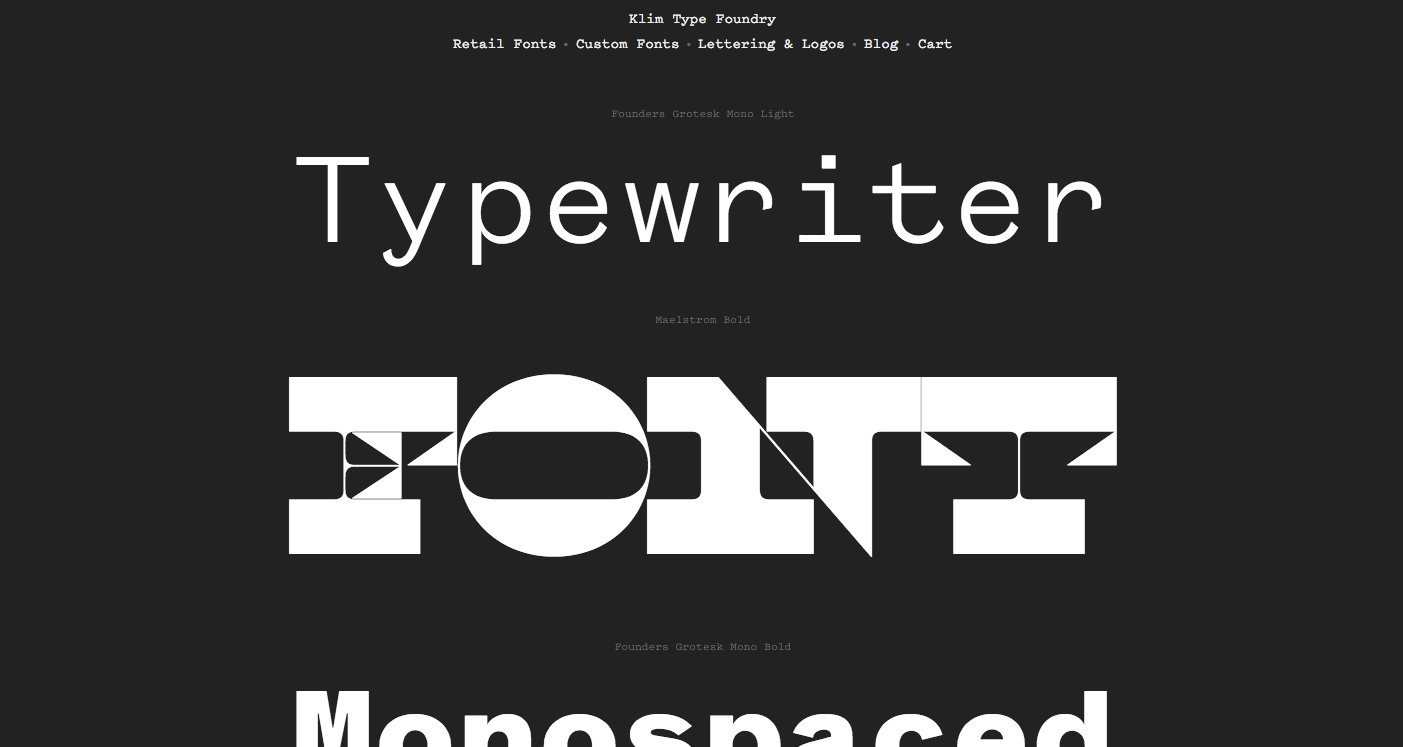 Klim Type Foundry
Retail Fonts • Custom Fonts • Lettering & Logos • Blog • Cart
Founders Grotesk Mono Light
Typewriter
Maelstrom Bold
FONT
Founders Grotesk Mono Bold
Monospaced